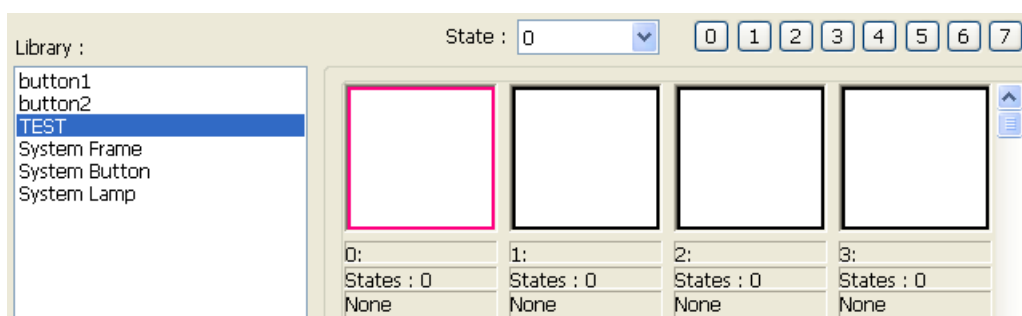 Library :
State : 0
0 1 2 3 4 5 6 7
button1
button2
TEST
System Frame
System Button
System Lamp
0: 1: 2: 3:
States : 0 States : 0 States : 0 States : 0
None None None None